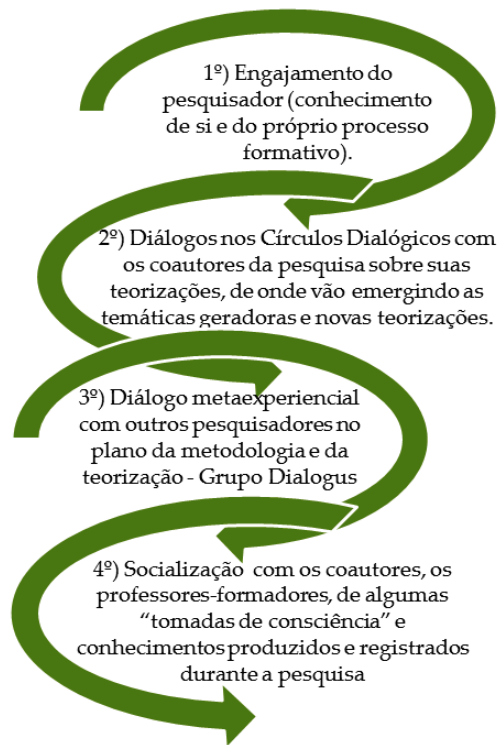 1º) Engajamento do
pesquisador (conhecimento
de si e do próprio processo
formativo).
2º) Diálogos nos Círculos Dialógicos com
os coautores da pesquisa sobre suas
teorizações, de onde vão emergindo as
temáticas geradoras e novas teorizações.
3º) Diálogo metaexperiencial
com outros pesquisadores no
plano da metodologia e da
teorização - Grupo Dialogus
4º) Socialização com os coautores, os
professores-formadores, de algumas
“tomadas de consciência” e
conhecimentos produzidos e registrados
durante a pesquisa